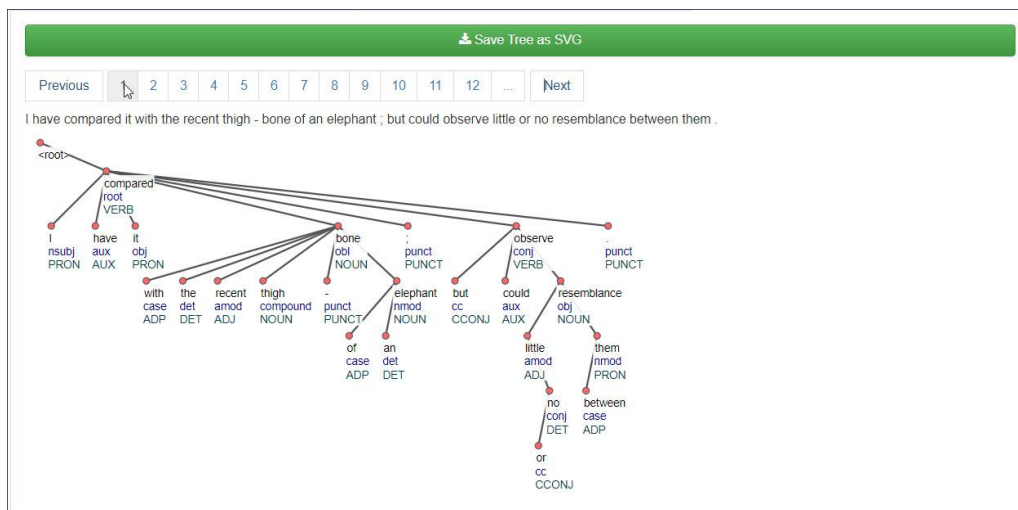 Save Tree as SVG
Previous 1 2 3 4 5 6 7 8 9 10 11 12 ... Next
I have compared it with the recent thigh - bone of an elephant ; but could observe little or no resemblance between them .
<root>
compared
root
VERB
I have it bone ; observe .
nsubj aux obj obl punct conj punct
PRON AUX PRON NOUN PUNCT VERB PUNCT
with the recent thigh - elephant but could resemblance
case det amod compound punct nmod cc aux obj
ADP DET ADJ NOUN PUNCT NOUN CCONJ AUX NOUN
of an little them
case det amod nmod
ADP DET ADJ PRON
no between
conj case
DET ADP
or
cc
CCONJ